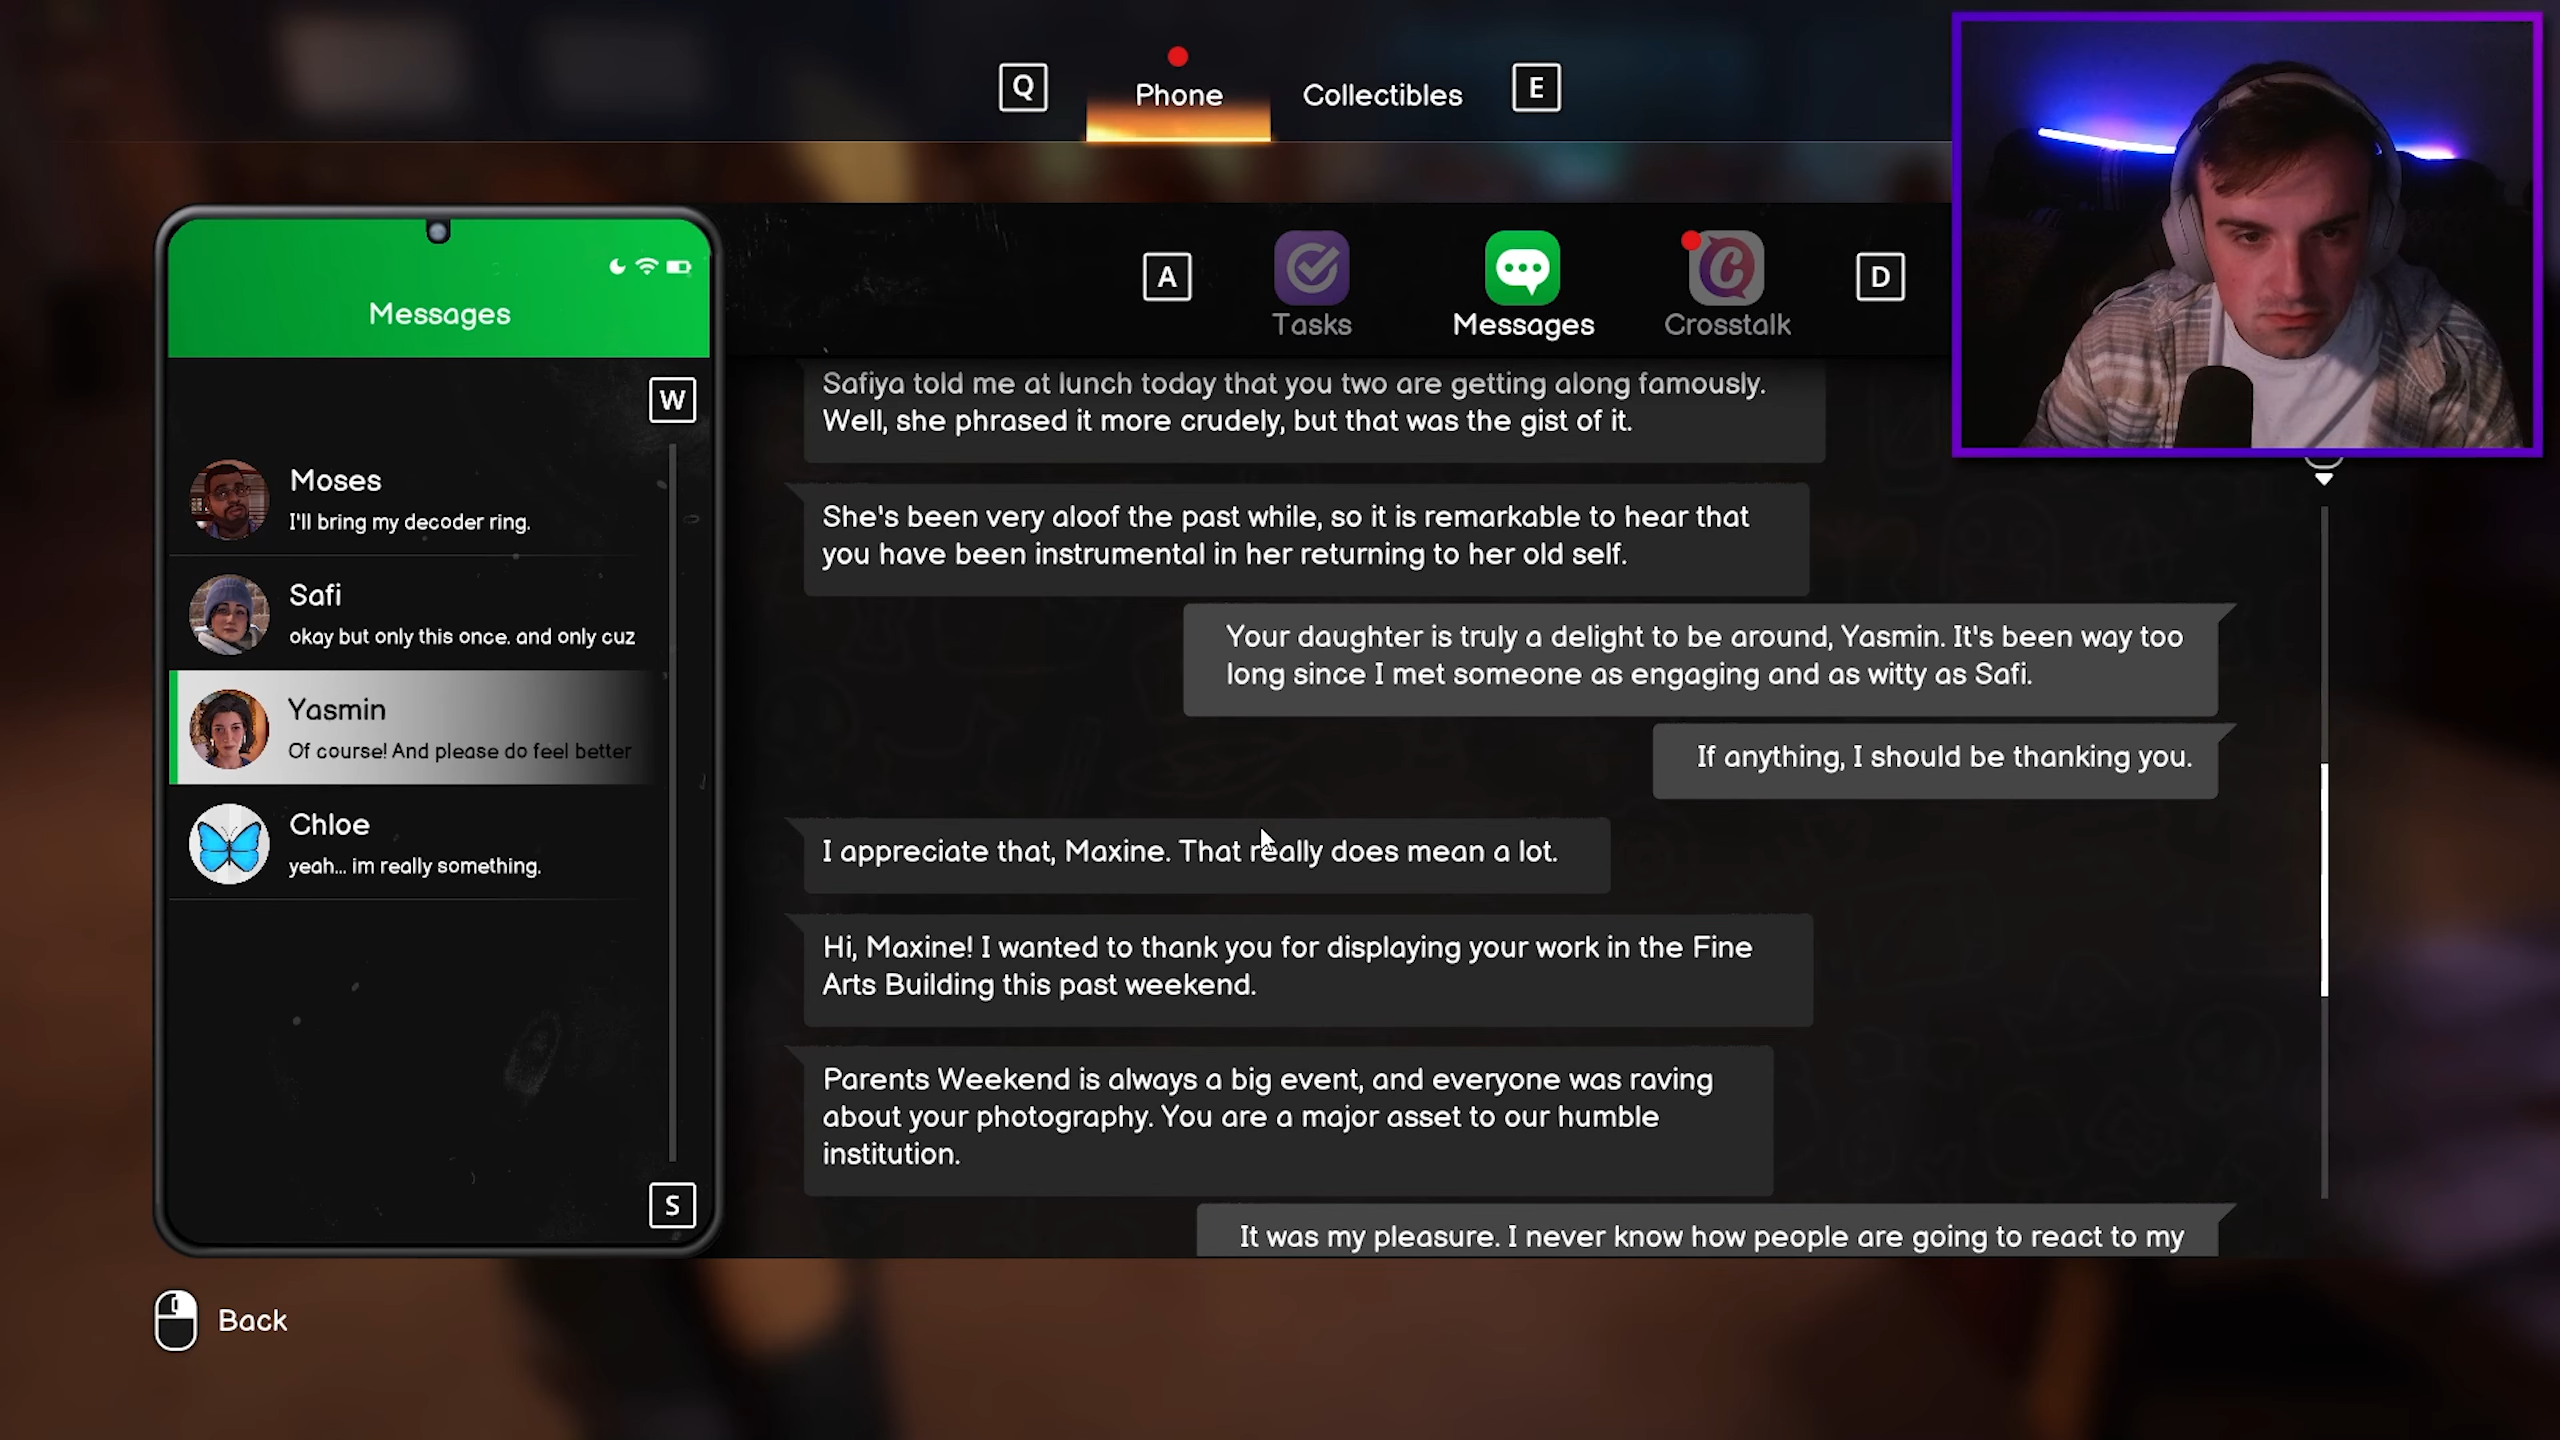 Q
Phone
Collectibles
E
Messages
W
Moses
I'll bring my decoder ring.
Safi
okay but only this once. and only cuz
Yasmin
Of course! And please do feel better
Chloe
yeah... im really something.
S
A
Tasks
Messages
Crosstalk
D
Safiya told me at lunch today that you two are getting along famously.
Well, she phrased it more crudely, but that was the gist of it.
She's been very aloof the past while, so it is remarkable to hear that
you have been instrumental in her returning to her old self.
Your daughter is truly a delight to be around, Yasmin. It's been way too
long since I met someone as engaging and as witty as Safi.
If anything, I should be thanking you.
I appreciate that, Maxine. That really does mean a lot.
Hi, Maxine! I wanted to thank you for displaying your work in the Fine
Arts Building this past weekend.
Parents Weekend is always a big event, and everyone was raving
about your photography. You are a major asset to our humble
institution.
It was my pleasure. I never know how people are going to react to my
Back